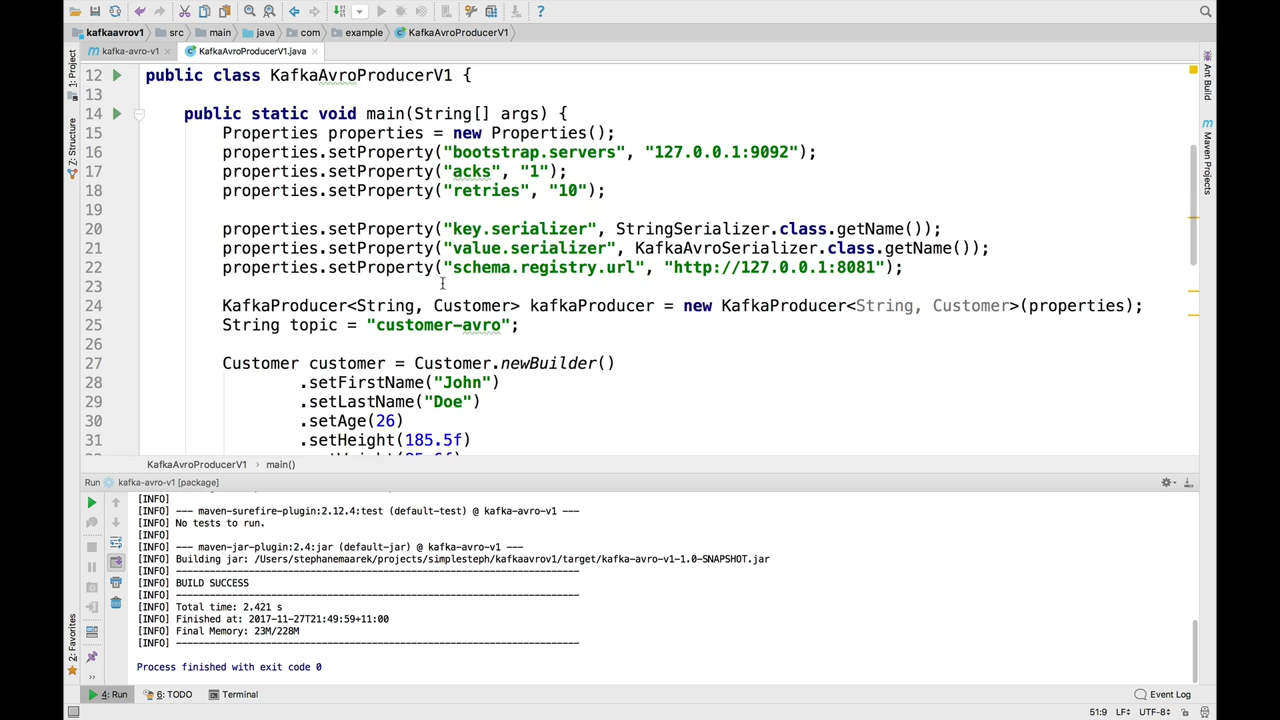 kafkaavrov1 src main java com example KafkaAvroProducerV1
kafka-avro-v1 KafkaAvroProducerV1.java
1: Project
7: Structure
2: Favorites
Ant Build
Maven Projects
12 public class KafkaAvroProducerV1 {
13
14 public static void main(String[] args) {
15 Properties properties = new Properties();
16 properties.setProperty("bootstrap.servers", "127.0.0.1:9092");
17 properties.setProperty("acks", "1");
18 properties.setProperty("retries", "10");
19
20 properties.setProperty("key.serializer", StringSerializer.class.getName());
21 properties.setProperty("value.serializer", KafkaAvroSerializer.class.getName());
22 properties.setProperty("schema.registry.url", "http://127.0.0.1:8081");
23
24 KafkaProducer<String, Customer> kafkaProducer = new KafkaProducer<String, Customer>(properties);
25 String topic = "customer-avro";
26
27 Customer customer = Customer.newBuilder()
28 .setFirstName("John")
29 .setLastName("Doe")
30 .setAge(26)
31 .setHeight(185.5f)
KafkaAvroProducerV1 › main()
Run kafka-avro-v1 [package]
[INFO]
[INFO] --- maven-surefire-plugin:2.12.4:test (default-test) @ kafka-avro-v1 ---
[INFO] No tests to run.
[INFO]
[INFO] --- maven-jar-plugin:2.4:jar (default-jar) @ kafka-avro-v1 ---
[INFO] Building jar: /Users/stephanemaarek/projects/simplesteph/kafkaavrov1/target/kafka-avro-v1-1.0-SNAPSHOT.jar
[INFO] ------------------------------------------------------------------------
[INFO] BUILD SUCCESS
[INFO] ------------------------------------------------------------------------
[INFO] Total time: 2.421 s
[INFO] Finished at: 2017-11-27T21:49:59+11:00
[INFO] Final Memory: 23M/228M
[INFO] ------------------------------------------------------------------------
Process finished with exit code 0
4: Run 6: TODO Terminal Event Log
51:9 LF÷ UTF-8÷